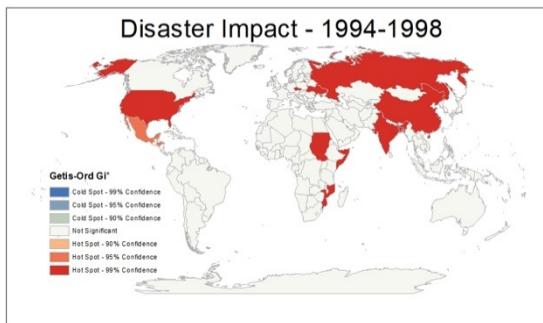 Disaster Impact - 1994-1998
Getis-Ord Gi*
Cold Spot - 99% Confidence
Cold Spot - 95% Confidence
Cold Spot - 90% Confidence
Not Significant
Hot Spot - 90% Confidence
Hot Spot - 95% Confidence
Hot Spot - 99% Confidence